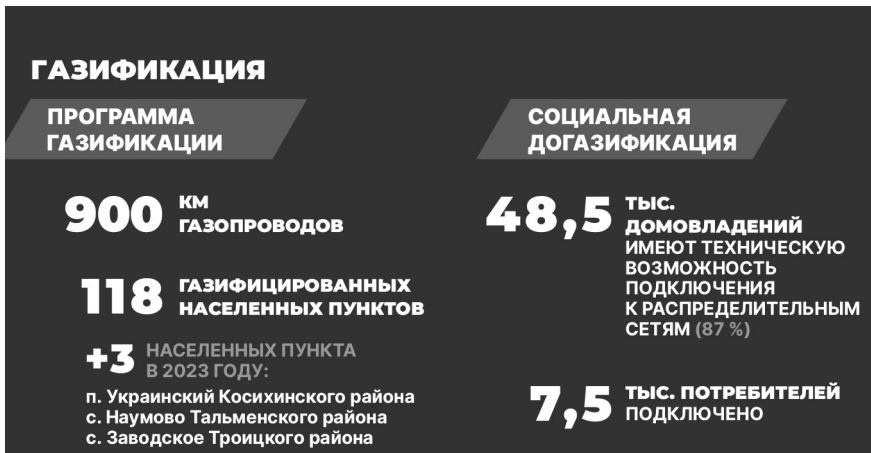 ГАЗИФИКАЦИЯ
ПРОГРАММА
ГАЗИФИКАЦИИ
900 КМ
ГАЗОПРОВОДОВ
118 ГАЗИФИЦИРОВАННЫХ
НАСЕЛЕННЫХ ПУНКТОВ
+3 НАСЕЛЕННЫХ ПУНКТА
В 2023 ГОДУ:
п. Украинский Косихинского района
с. Наумово Тальменского района
с. Заводское Троицкого района
СОЦИАЛЬНАЯ
ДОГАЗИФИКАЦИЯ
48,5 ТЫС.
ДОМОВЛАДЕНИЙ
ИМЕЮТ ТЕХНИЧЕСКУЮ
ВОЗМОЖНОСТЬ
ПОДКЛЮЧЕНИЯ
К РАСПРЕДЕЛИТЕЛЬНЫМ
СЕТЯМ (87 %)
7,5 ТЫС. ПОТРЕБИТЕЛЕЙ
ПОДКЛЮЧЕНО